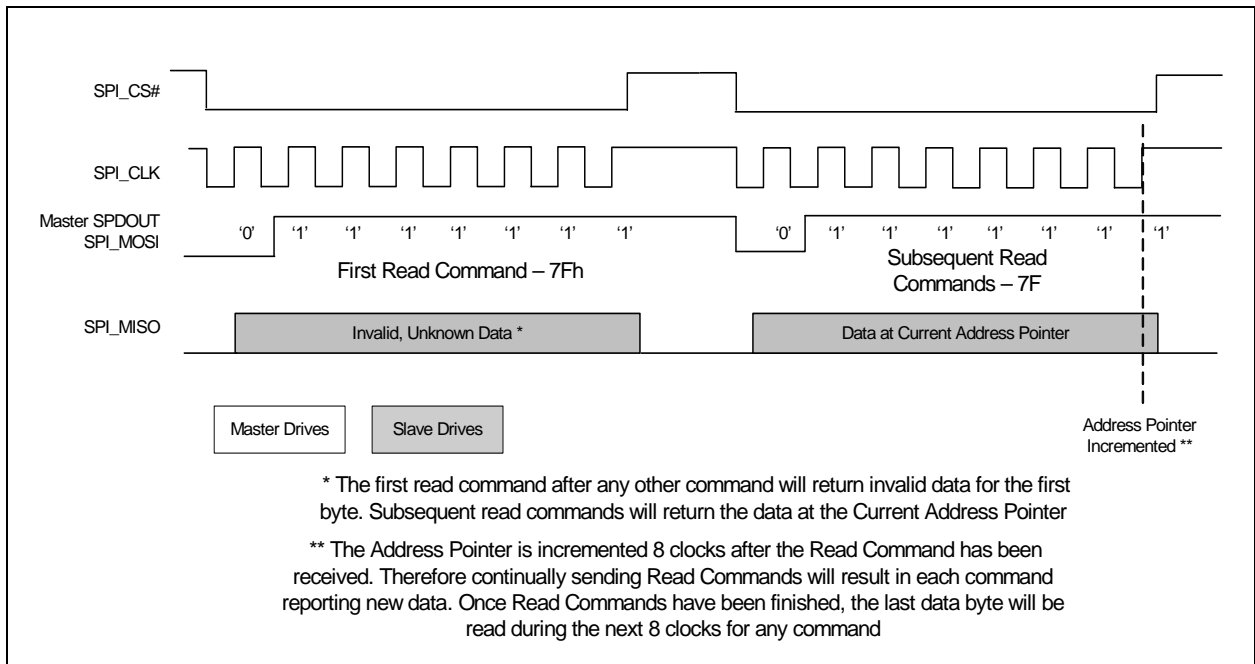 SPI_CS#
SPI_CLK
Master SPDOUT
SPI_MOSI
‘0’ ‘1’ ‘1’ ‘1’ ‘1’ ‘1’ ‘1’ ‘1’ ‘0’ ‘1’ ‘1’ ‘1’ ‘1’ ‘1’ ‘1’ ‘1’
First Read Command – 7Fh
Subsequent Read
Commands – 7F
SPI_MISO
Invalid, Unknown Data *
Data at Current Address Pointer
Master Drives
Slave Drives
Address Pointer
Incremented **
* The first read command after any other command will return invalid data for the first
byte. Subsequent read commands will return the data at the Current Address Pointer
** The Address Pointer is incremented 8 clocks after the Read Command has been
received. Therefore continually sending Read Commands will result in each command
reporting new data. Once Read Commands have been finished, the last data byte will be
read during the next 8 clocks for any command